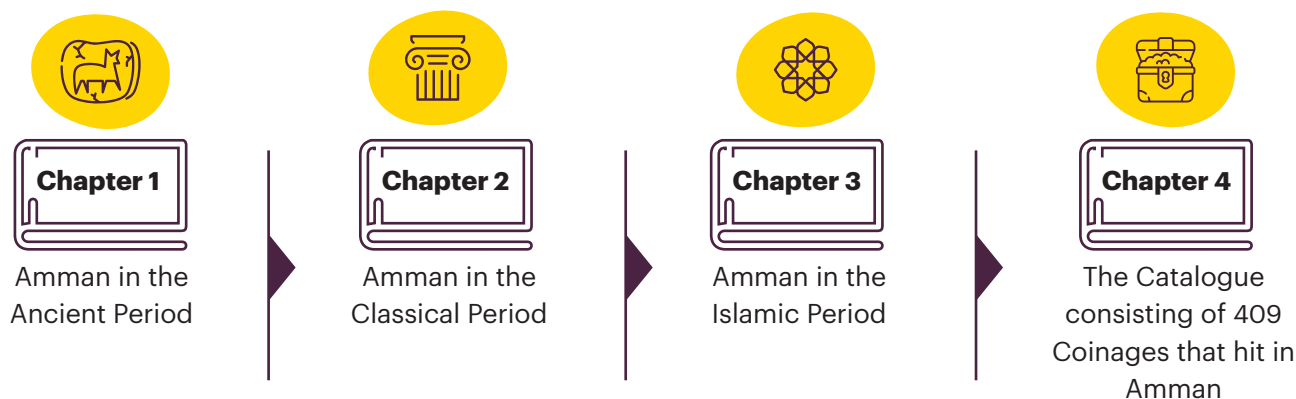 Chapter 1
Amman in the
Ancient Period
Chapter 2
Amman in the
Classical Period
Chapter 3
Amman in the
Islamic Period
Chapter 4
The Catalogue
consisting of 409
Coinages that hit in
Amman